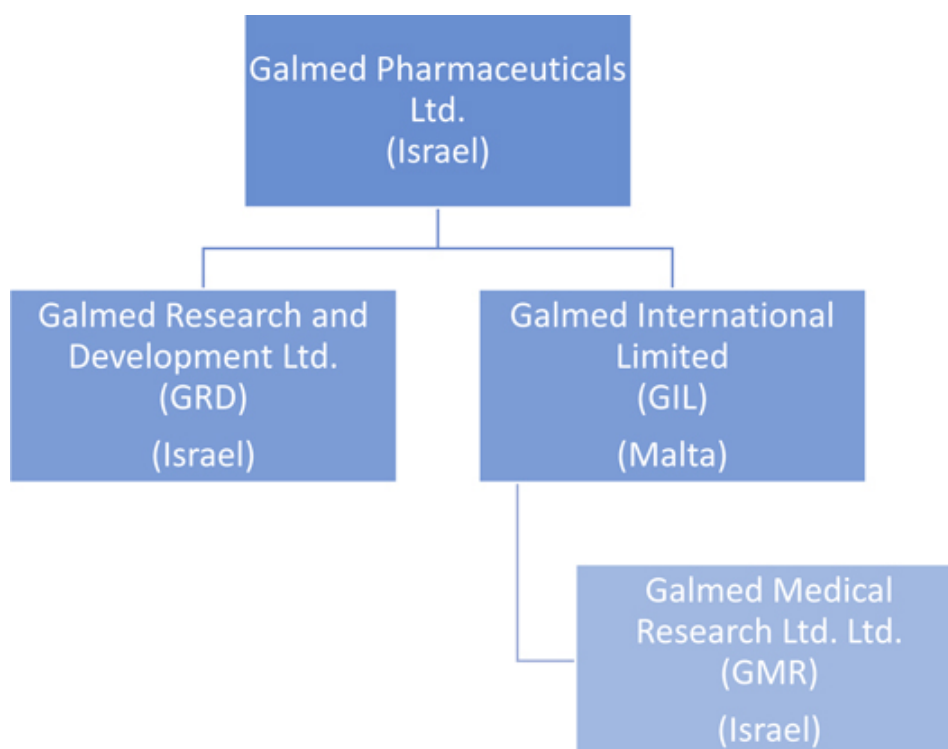 Galmed Pharmaceuticals
Ltd.
(Israel)
Galmed Research and
Development Ltd.
(GRD)
(Israel)
Galmed International
Limited
(GIL)
(Malta)
Galmed Medical
Research Ltd. Ltd.
(GMR)
(Israel)